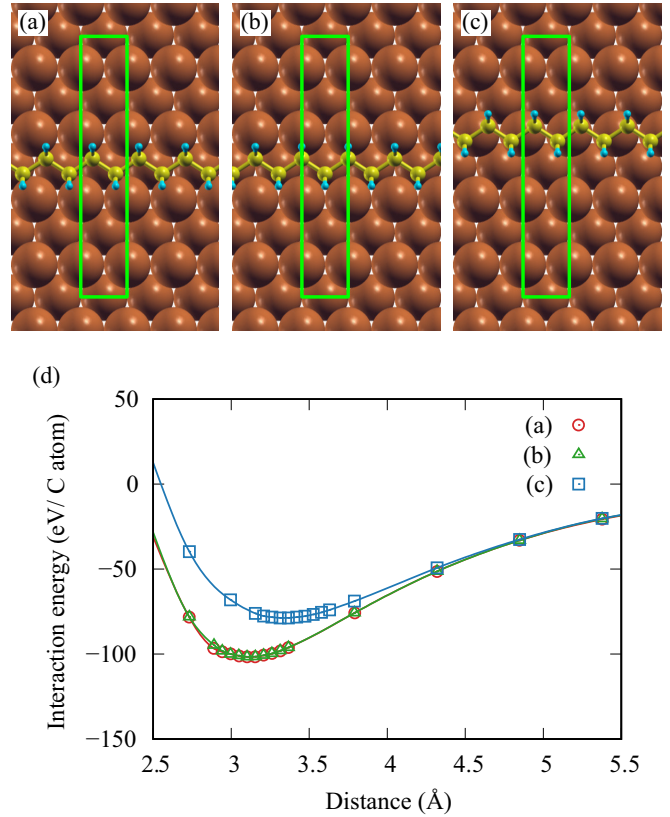 (a) (b) (c)
(d)
Interaction energy (eV/ C atom)
50
0
−50
−100
−150
(a)
(b)
(c)
2.5 3 3.5 4 4.5 5 5.5
Distance (Å)